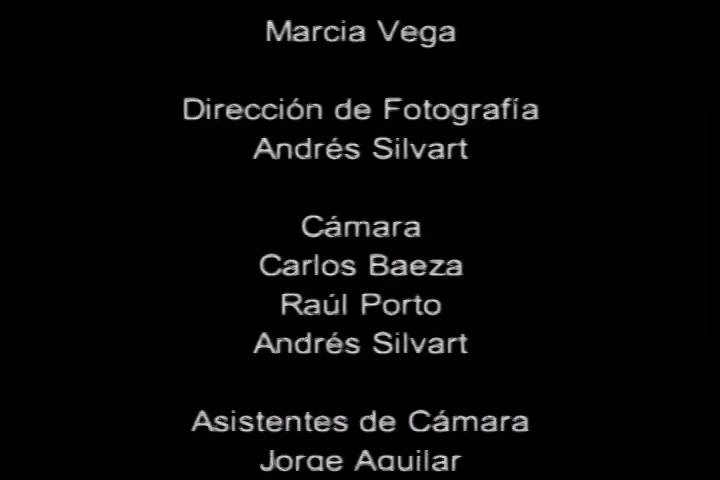 Marcia Vega
Dirección de Fotografía
Andrés Silvart
Cámara
Carlos Baeza
Raúl Porto
Andrés Silvart
Asistentes de Cámara
Jorge Aguilar